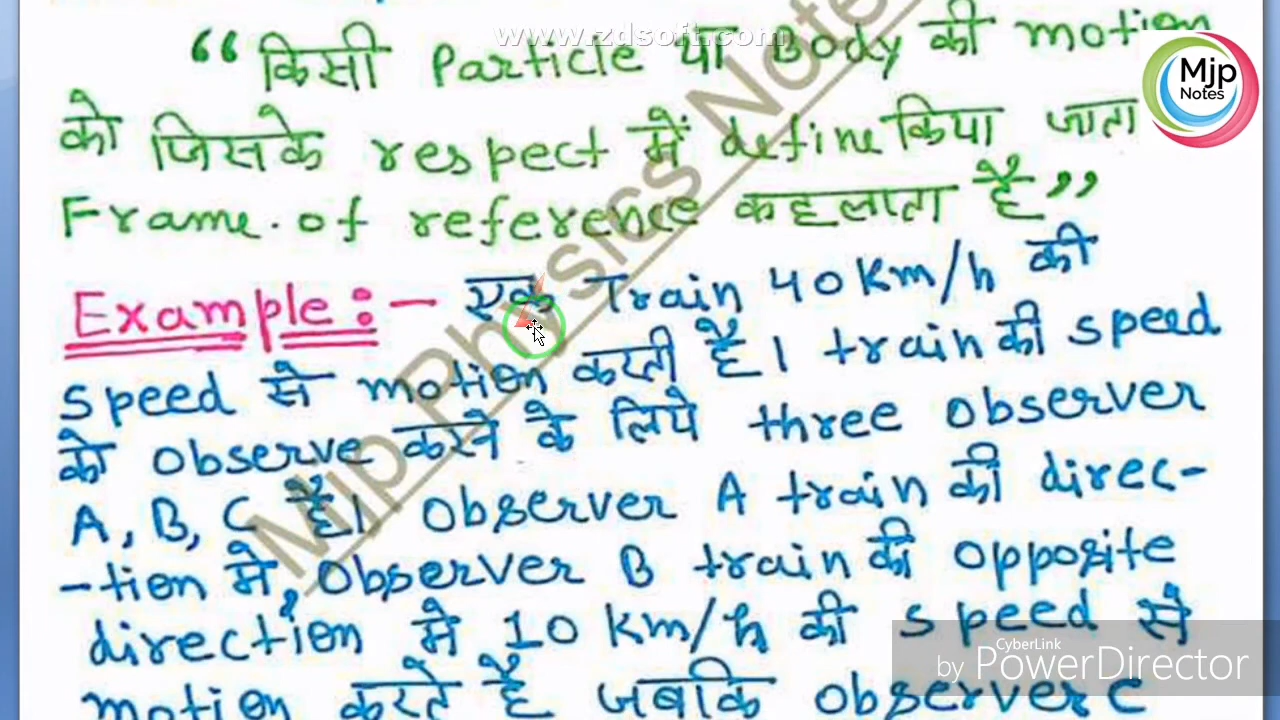 www.zdsoft.com
“किसी Particle या Body की motion
को जिसके respect में define किया जाता
Frame. of reference कहलाता है”
Example:- एक Train 40 Km/h की
speed से motion करती है। train की speed
को observe करने के लिये three observer
A, B, C है। observer A train की direc-
-tion मे, observer B train की opposite
direction मे 10 Km/h की speed से
motion करते है जबकि observer C
Mjp
Notes
Mjp Physics Notes
CyberLink
by PowerDirector